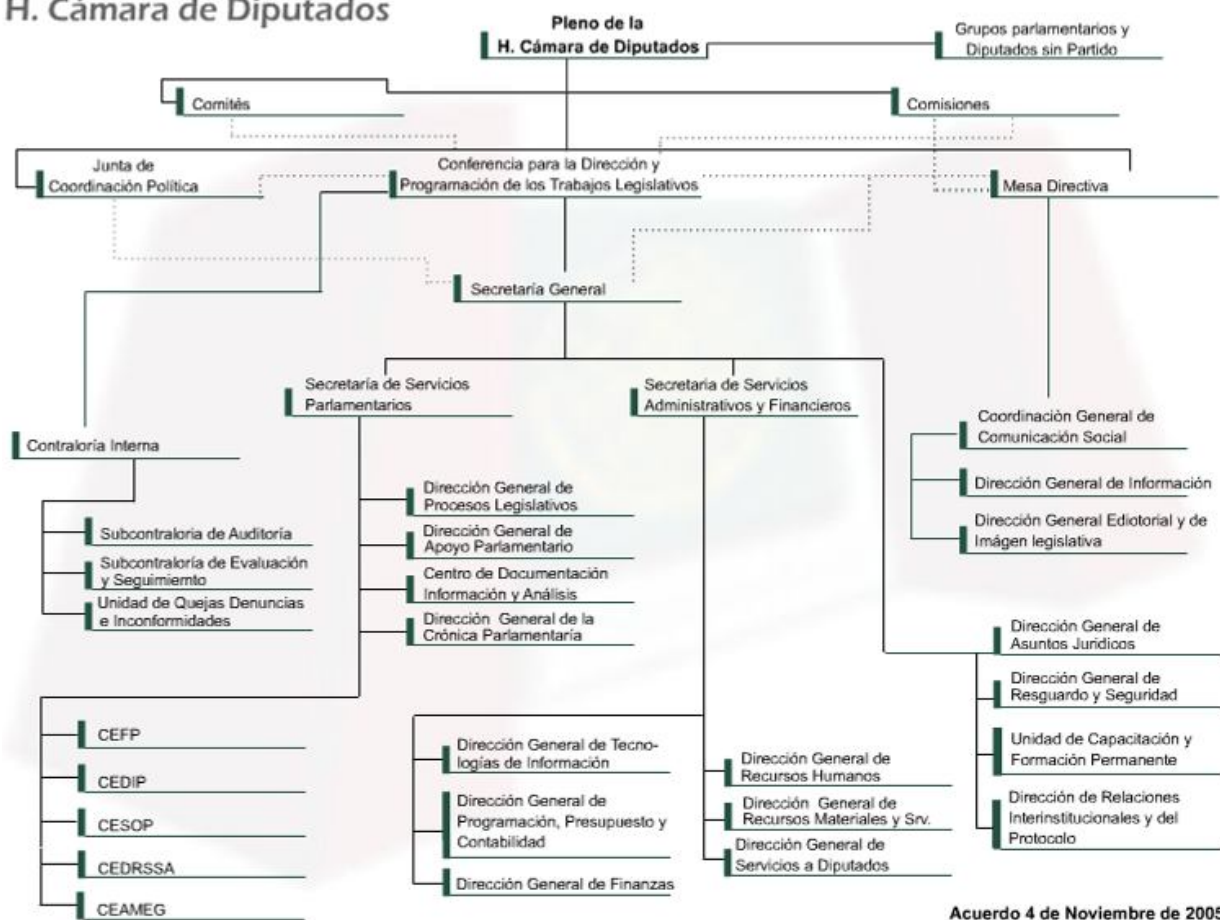 H. Cámara de Diputados
Pleno de la
H. Cámara de Diputados
Grupos parlamentarios y
Diputados sin Partido
Comités
Comisiones
Junta de
Coordinación Política
Conferencia para la Dirección y
Programación de los Trabajos Legislativos
Mesa Directiva
Secretaría General
Secretaría de Servicios
Parlamentarios
Secretaria de Servicios
Administrativos y Financieros
Contraloría Interna
Subcontraloria de Auditoría
Subcontraloría de Evaluación
y Seguimiernto
Unidad de Quejas Denuncias
e Inconformidades
Dirección General de
Procesos Legislativos
Dirección General de
Apoyo Parlamentario
Centro de Documentación
Información y Análisis
Dirección General de la
Crónica Parlamentaría
Coordinaciòn General de
Comunicación Social
Dirección General de Información
Dirección General Ediotorial y de
Imágen legislativa
Dirección General de
Asuntos Jurídicos
Dirección General de
Resguardo y Seguridad
Unidad de Capacitación y
Formación Permanente
Dirección de Relaciones
Interinstitucionales y del
Protocolo
CEFP
CEDIP
CESOP
CEDRSSA
CEAMEG
Dirección General de Tecno-
logías de Información
Dirección General de
Programación, Presupuesto y
Contabilidad
Dirección General de Finanzas
Dirección General de
Recursos Humanos
Dirección General de
Recursos Materiales y Srv.
Dirección General de
Servicios a Diputados
Acuerdo 4 de Noviembre de 2005